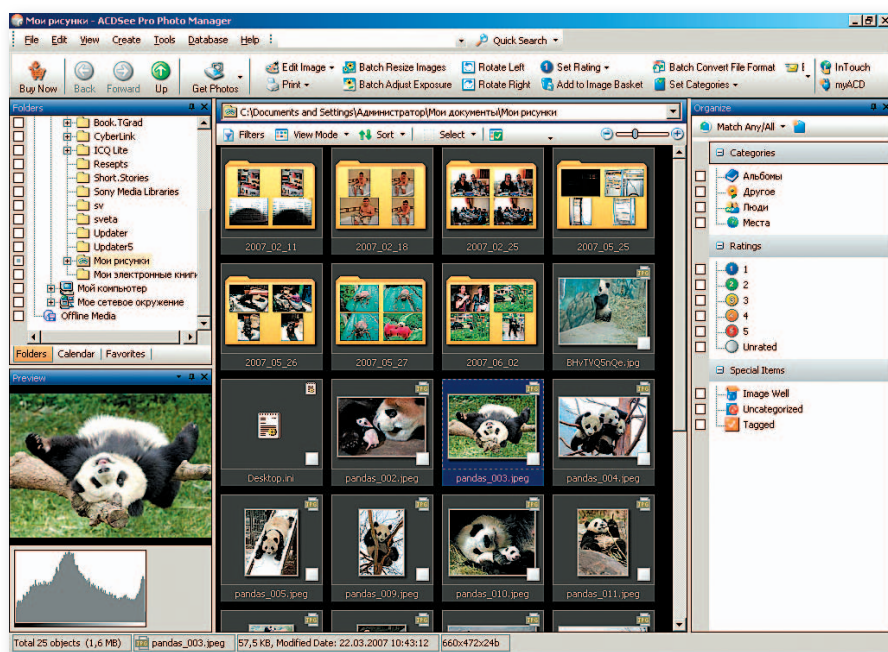 Мои рисунки - ACDSee Pro Photo Manager
File Edit View Create Tools Database Help Quick Search
Buy Now Back Forward Up Get Photos
Edit Image Batch Resize Images Rotate Left Set Rating Batch Convert File Format InTouch
Print Batch Adjust Exposure Rotate Right Add to Image Basket Set Categories myACD
Folders
Book.TGrad
CyberLink
ICQ Lite
Resepts
Short.Stories
Sony Media Libraries
sv
sveta
Updater
Updater5
Мои рисунки
Мои электронные книги
Мой компьютер
Мое сетевое окружение
Offline Media
Folders Calendar Favorites
Preview
C:\Documents and Settings\Администратор\Мои документы\Мои рисунки
Filters View Mode Sort Select
2007_02_11 2007_02_18 2007_02_25 2007_05_25
2007_05_26 2007_05_27 2007_06_02 BHvTVQ5nQe.jpg
Desktop.ini pandas_002.jpeg pandas_003.jpeg pandas_004.jpeg
pandas_005.jpeg pandas_009.jpeg pandas_010.jpeg pandas_011.jpeg
Organize
Match Any/All
Categories
Альбомы
Другое
Люди
Места
Ratings
1
2
3
4
5
Unrated
Special Items
Image Well
Uncategorized
Tagged
Total 25 objects (1,6 MB) pandas_003.jpeg 57,5 KB, Modified Date: 22.03.2007 10:43:12 660x472x24b